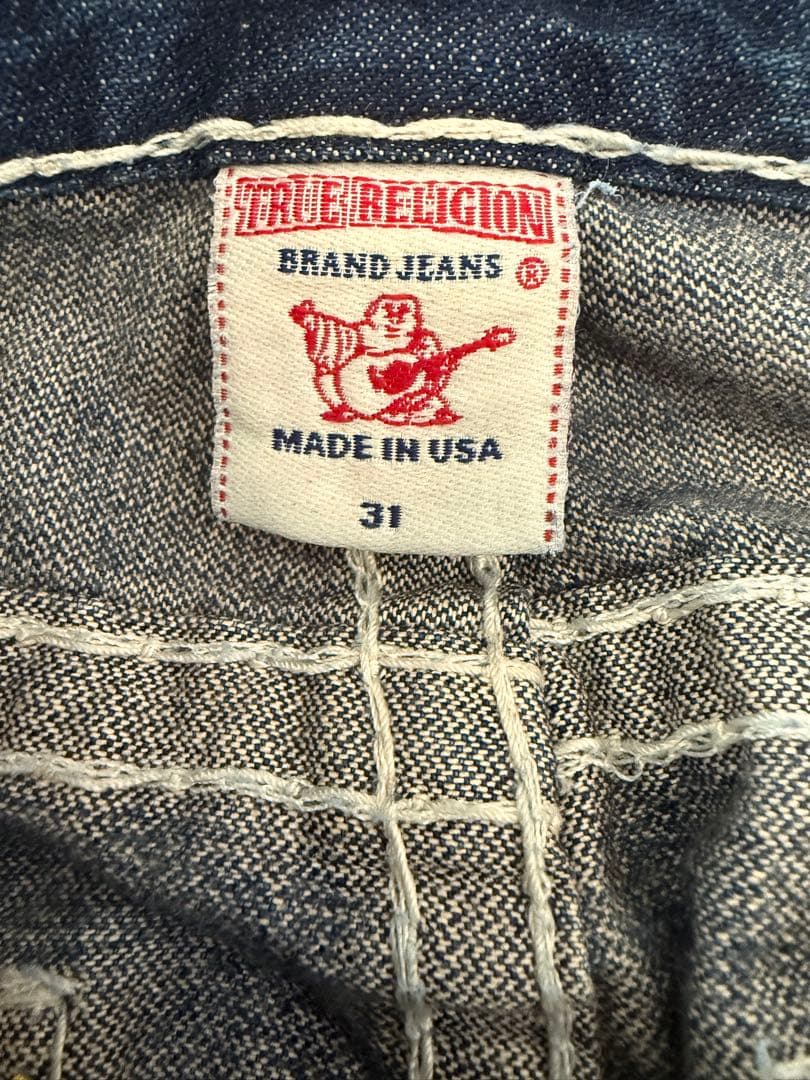 TRUE RELIGION
BRAND JEANS ®
MADE IN USA
31